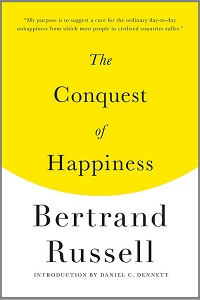 "My purpose is to suggest a cure for the ordinary day-to-day
unhappiness from which most people in civilized countries suffer."
The
Conquest
of
Happiness
Bertrand
Russell
INTRODUCTION BY DANIEL C. DENNETT